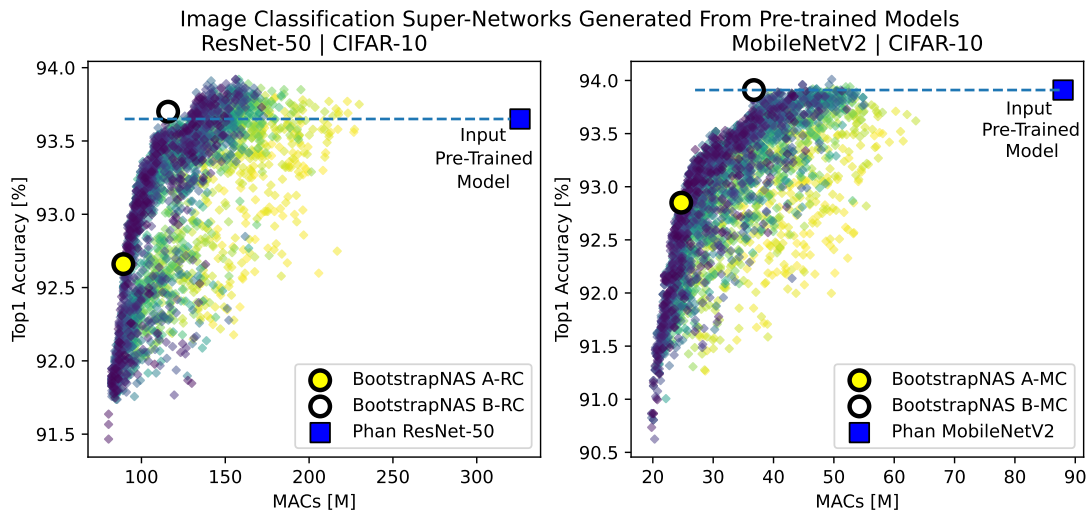 Image Classification Super-Networks Generated From Pre-trained Models
ResNet-50 | CIFAR-10
Top1 Accuracy [%]
94.0
93.5
93.0
92.5
92.0
91.5
Input
Pre-Trained
Model
BootstrapNAS A-RC
BootstrapNAS B-RC
Phan ResNet-50
100
150
200
250
300
MACs [M]
MobileNetV2 | CIFAR-10
Top1 Accuracy [%]
94.0
93.5
93.0
92.5
92.0
91.5
91.0
90.5
Input
Pre-Trained
Model
BootstrapNAS A-MC
BootstrapNAS B-MC
Phan MobileNetV2
20
30
40
50
60
70
80
90
MACs [M]